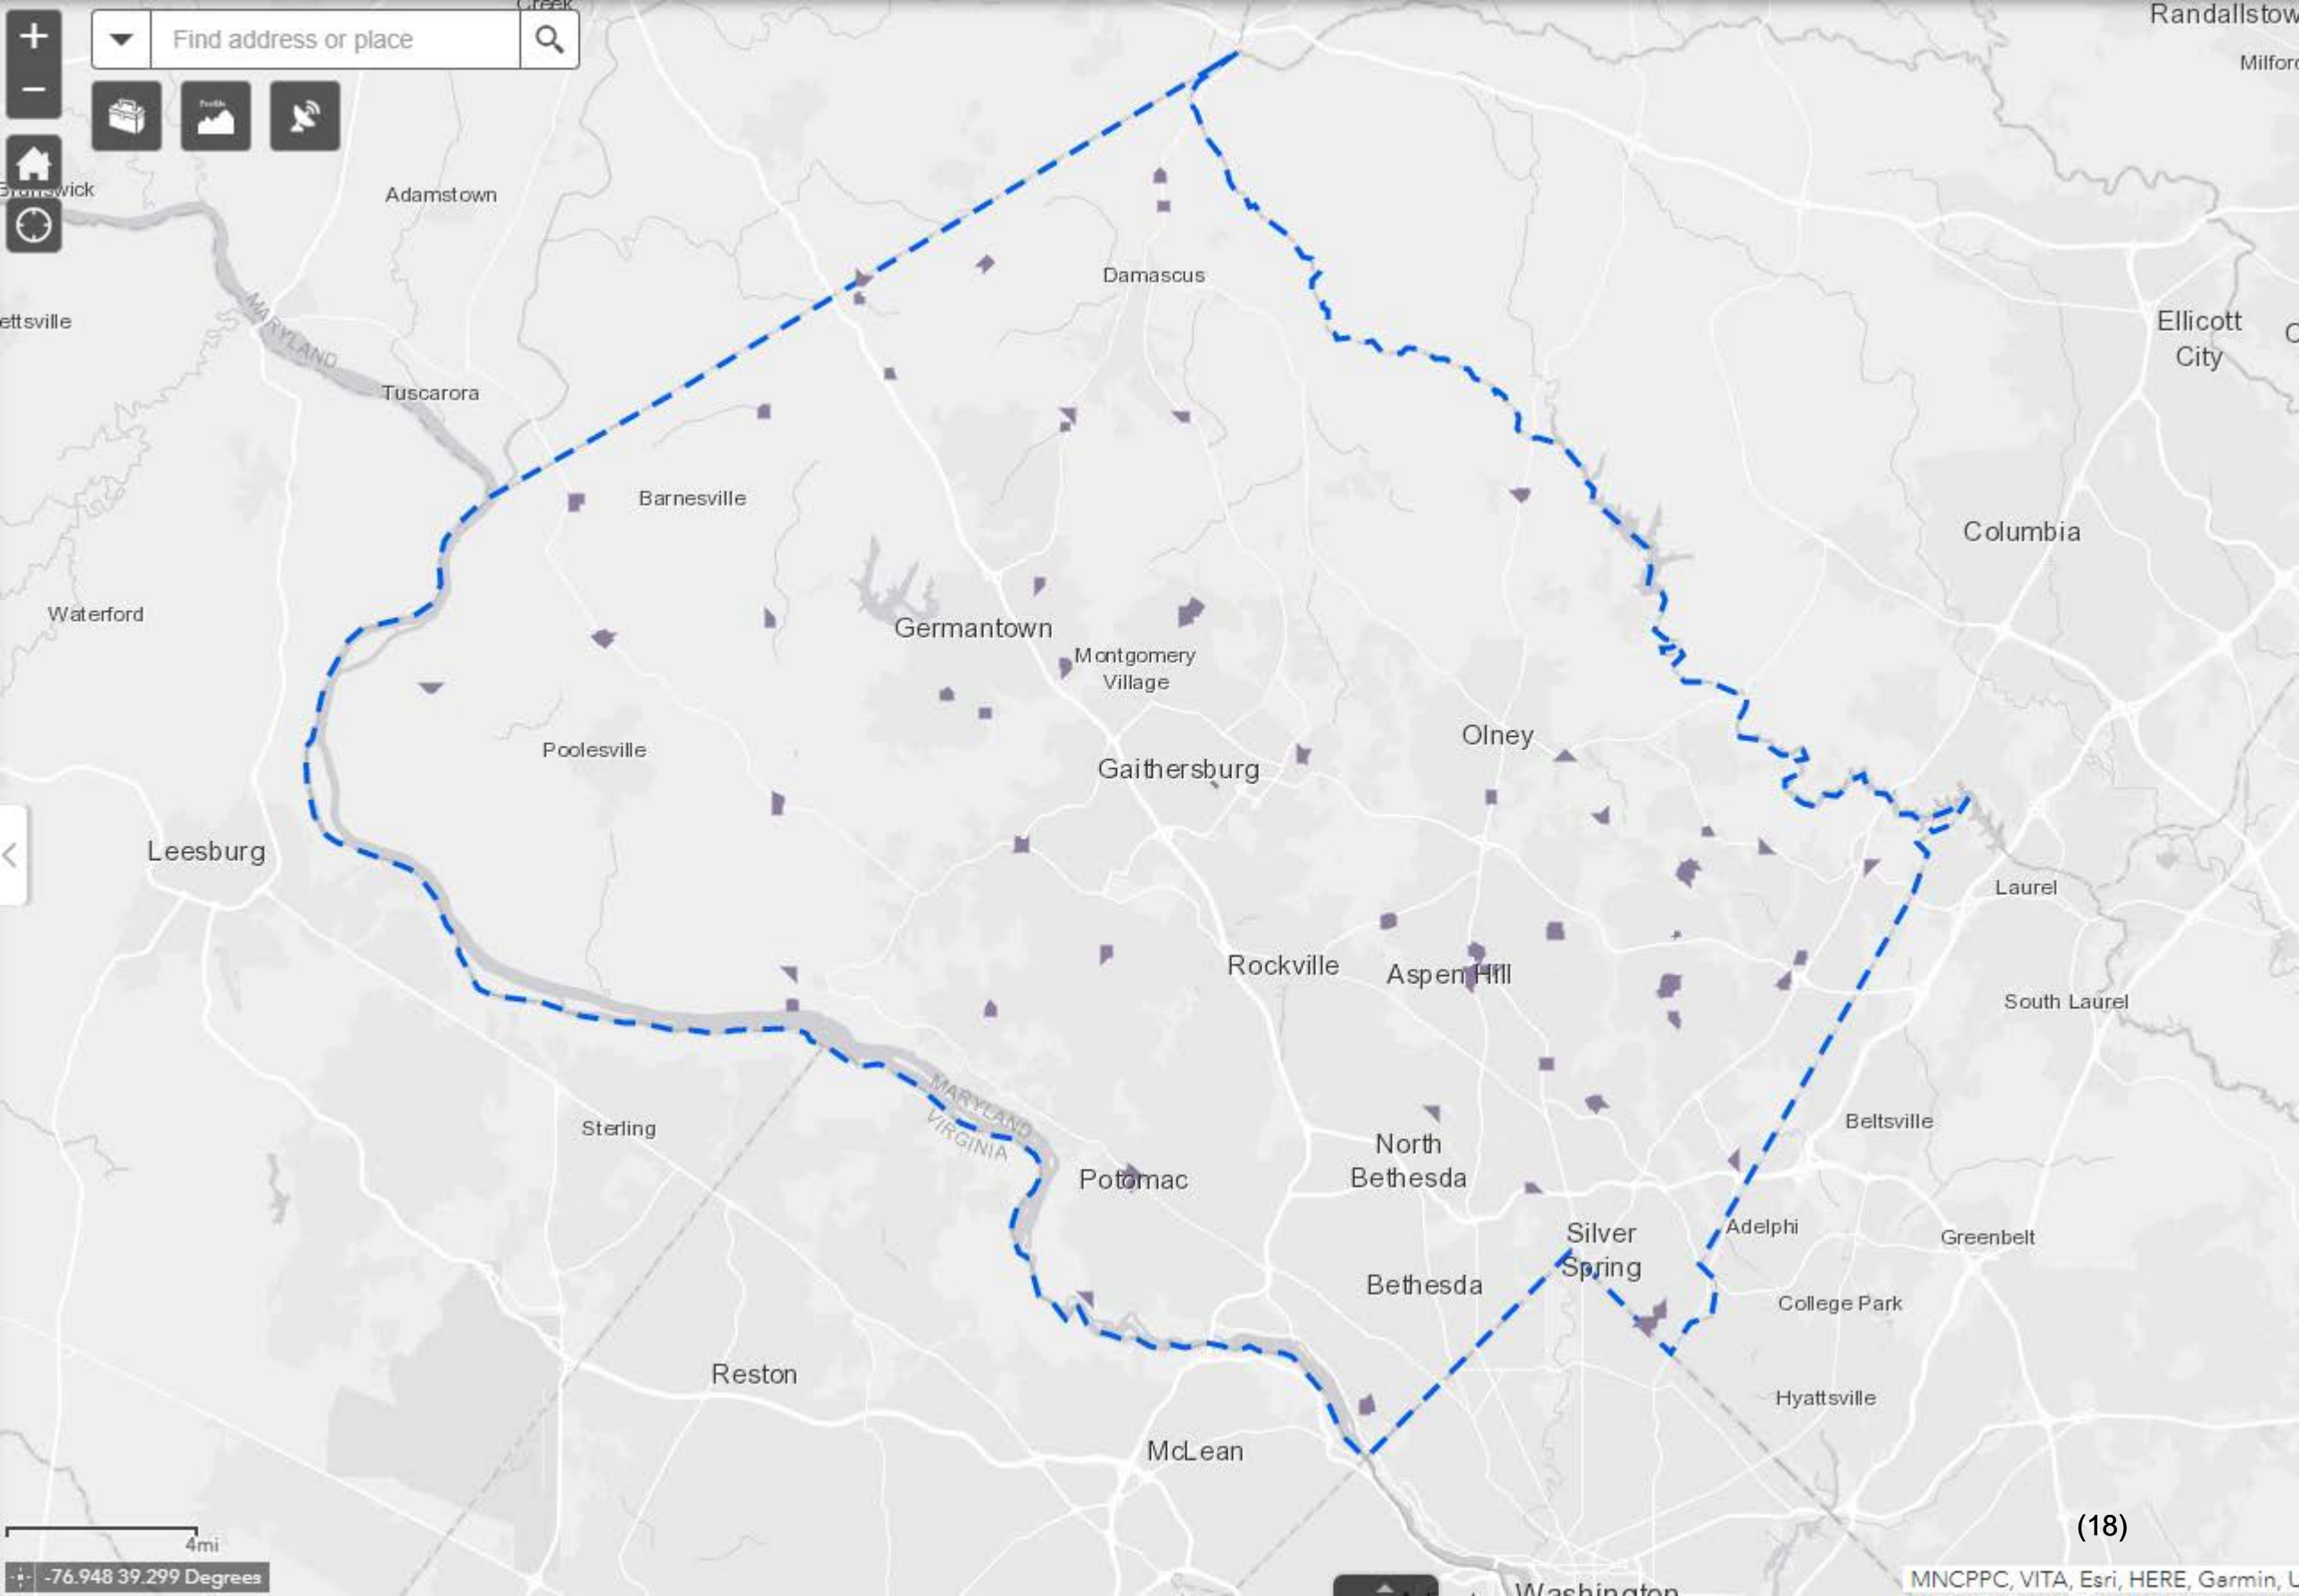 Creek
Randallstow
Find address or place
Milford
Profile
Brunswick
Adamstown
Damascus
MARYLAND
ettsville
Ellicott
City
C
Tuscarora
Barnesville
Columbia
Waterford
Germantown
Montgomery
Village
Olney
Poolesville
Gaithersburg
Leesburg
Laurel
Rockville
Aspen Hill
South Laurel
MARYLAND
VIRGINIA
Sterling
Beltsville
North
Bethesda
Potomac
Silver
Spring
Adelphi
Greenbelt
Bethesda
College Park
Reston
Hyattsville
McLean
(18)
4mi
-76.948 39.299 Degrees
MNCPPC, VITA, Esri, HERE, Garmin, U
Washington